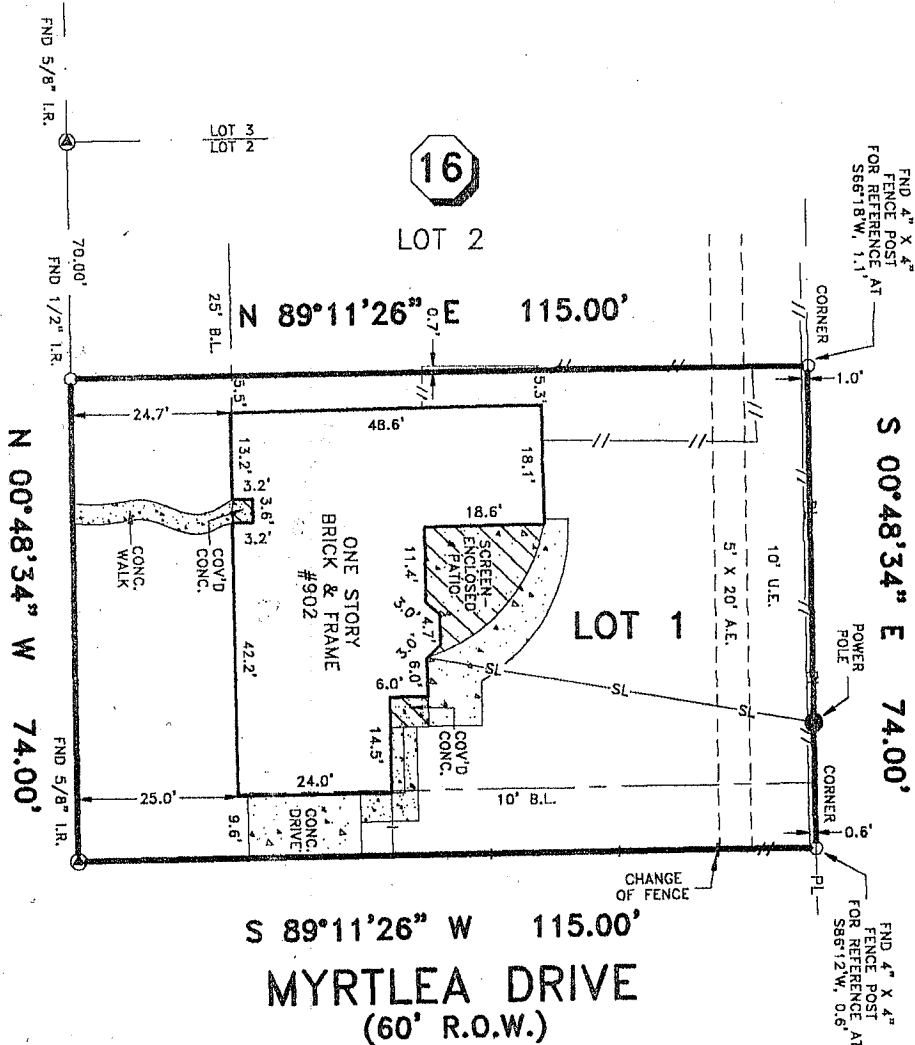 FND 5/8" I.R.
LOT 3
LOT 2
16
LOT 2
FND 4" X 4"
FENCE POST
FOR REFERENCE AT
S66°18'W, 1.1'
CORNER
70.00'
FND 1/2" I.R.
25' B.L.
N 89°11'26" E 115.00'
0.7'
1.0'
5.5'
5.3'
24.7'
48.6'
13.2'
18.1'
3.2'
3.6'
3.2'
18.6'
CONC.
WALK
COV'D
CONC.
ONE STORY
BRICK & FRAME
#902
SCREEN-
ENCLOSED
PATIO
11.4'
3.0'
4.7'
3.0'
6.0'
6.0'
LOT 1
5' X 20' A.E.
10' U.E.
PL
SL
SL
SL
POWER
POLE
N 00°48'34" W 74.00'
S 00°48'34" E 74.00'
42.2'
14.5'
COV'D
CONC.
24.0'
25.0'
9.6'
CONC.
DRIVE
10' B.L.
CORNER
0.6'
PL
FND 5/8" I.R.
CHANGE
OF FENCE
FND 4" X 4"
FENCE POST
FOR REFERENCE AT
S86°12'W, 0.6'
S 89°11'26" W 115.00'
MYRTLEA DRIVE
(60' R.O.W.)